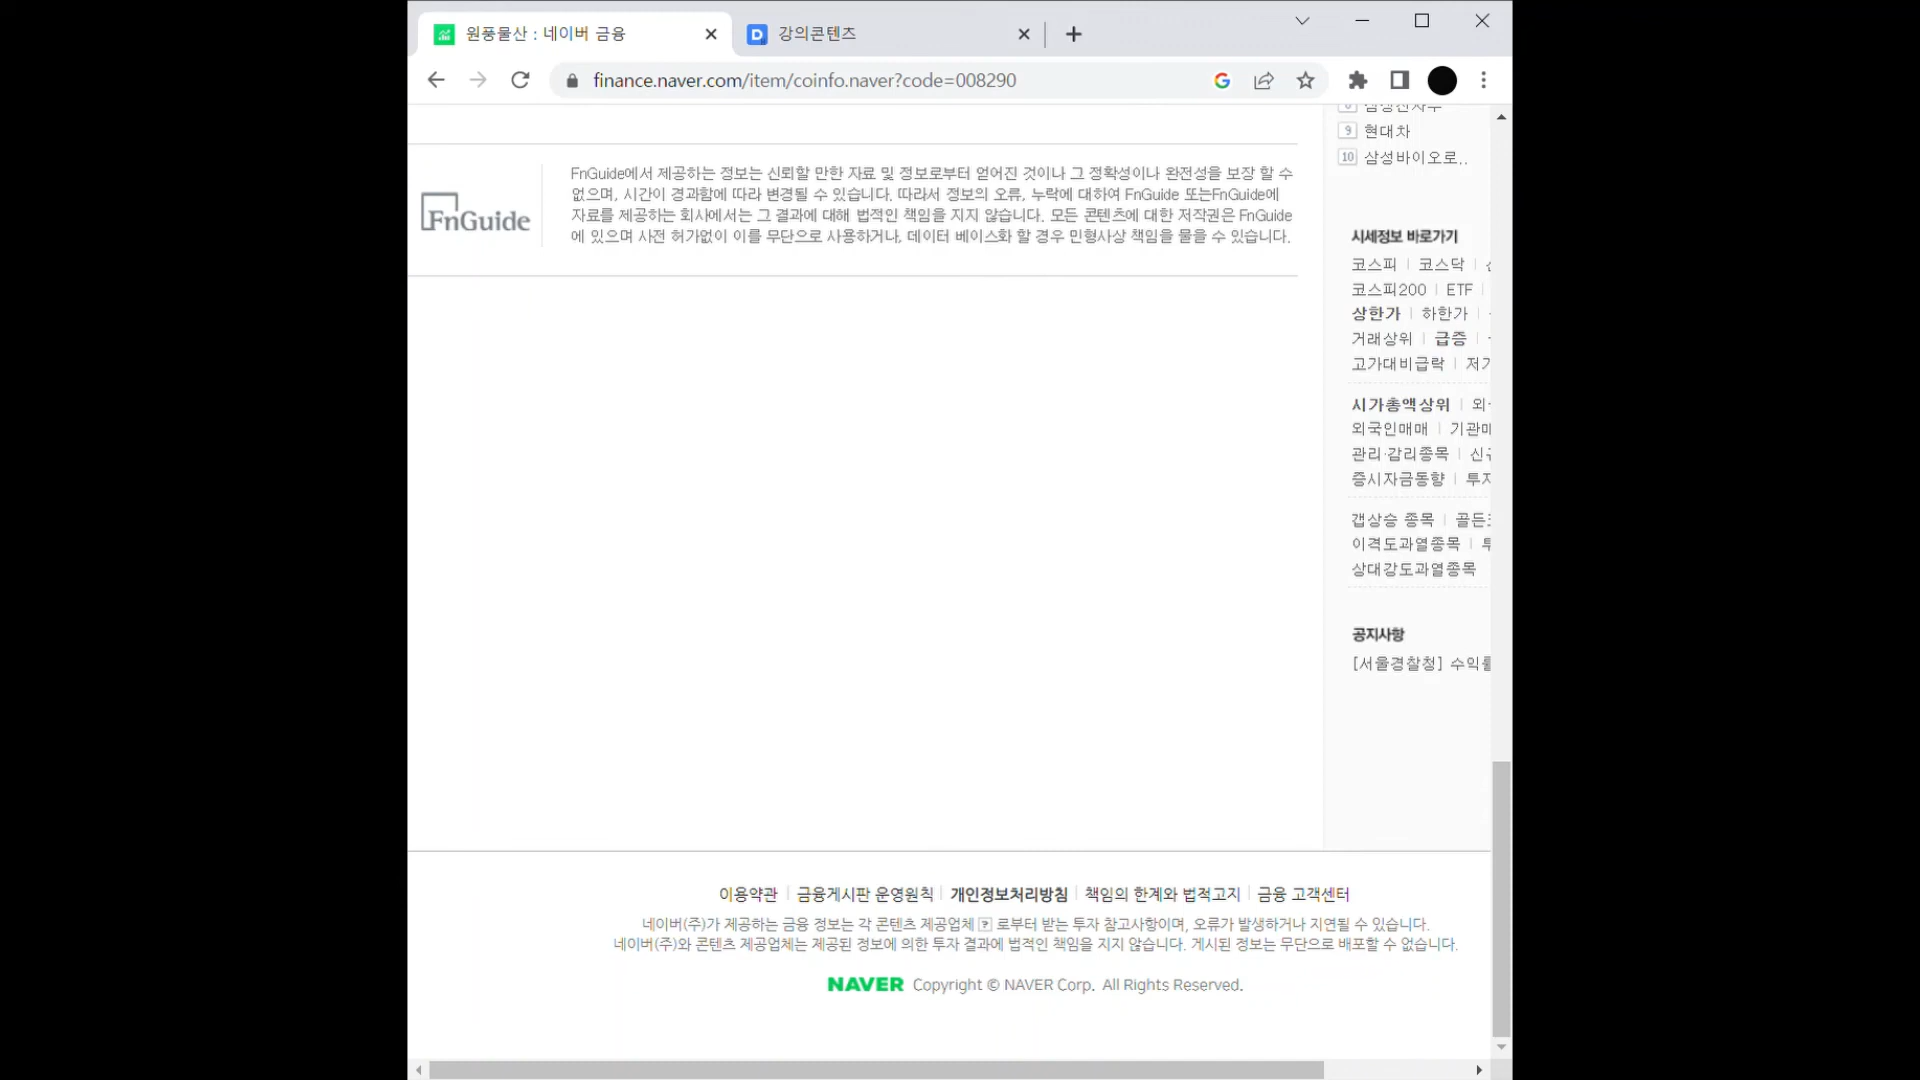 원풍물산 : 네이버 금융
강의콘텐츠
finance.naver.com/item/coinfo.naver?code=008290
FnGuide
FnGuide에서 제공하는 정보는 신뢰할 만한 자료 및 정보로부터 얻어진 것이나 그 정확성이나 완전성을 보장 할 수
없으며, 시간이 경과함에 따라 변경될 수 있습니다. 따라서 정보의 오류, 누락에 대하여 FnGuide 또는FnGuide에
자료를 제공하는 회사에서는 그 결과에 대해 법적인 책임을 지지 않습니다. 모든 콘텐츠에 대한 저작권은 FnGuide
에 있으며 사전 허가없이 이를 무단으로 사용하거나, 데이터 베이스화 할 경우 민형사상 책임을 물을 수 있습니다.
9 현대차
10 삼성바이오로..
시세정보 바로가기
코스피 | 코스닥 |
코스피200 | ETF |
상한가 | 하한가 |
거래상위 | 급증 |
고가대비급락 |
시가총액상위 |
외국인매매 |
관리·감리종목 |
증시자금동향 |
갭상승 종목 |
이격도과열종목 |
상대강도과열종목
공지사항
[서울경찰청]
이용약관 | 금융게시판 운영원칙 | 개인정보처리방침 | 책임의 한계와 법적고지 | 금융 고객센터
네이버(주)가 제공하는 금융 정보는 각 콘텐츠 제공업체 ? 로부터 받는 투자 참고사항이며, 오류가 발생하거나 지연될 수 있습니다.
네이버(주)와 콘텐츠 제공업체는 제공된 정보에 의한 투자 결과에 법적인 책임을 지지 않습니다. 게시된 정보는 무단으로 배포할 수 없습니다.
NAVER Copyright © NAVER Corp. All Rights Reserved.